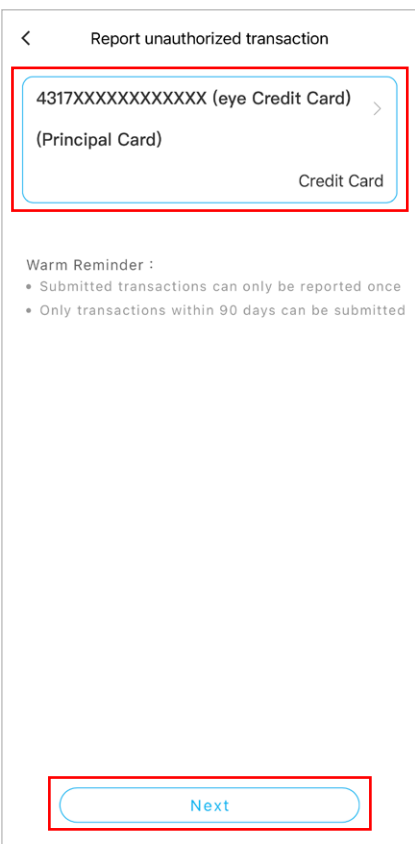 Report unauthorized transaction
4317XXXXXXXXXXXX (eye Credit Card)
(Principal Card)
Credit Card
Warm Reminder：
• Submitted transactions can only be reported once
• Only transactions within 90 days can be submitted
Next